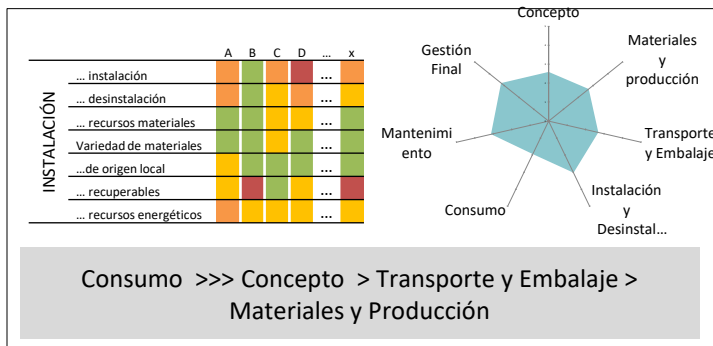 A B C D ... x
INSTALACIÓN
... instalación ...
... desinstalación ...
... recursos materiales ...
Variedad de materiales ...
...de origen local ...
... recuperables ...
... recursos energéticos ...
Concepto
Materiales
y
producción
Transporte
y Embalaje
Instalación
y
Desinstal...
Consumo
Mantenimi
ento
Gestión
Final
Consumo >>> Concepto > Transporte y Embalaje >
Materiales y Producción